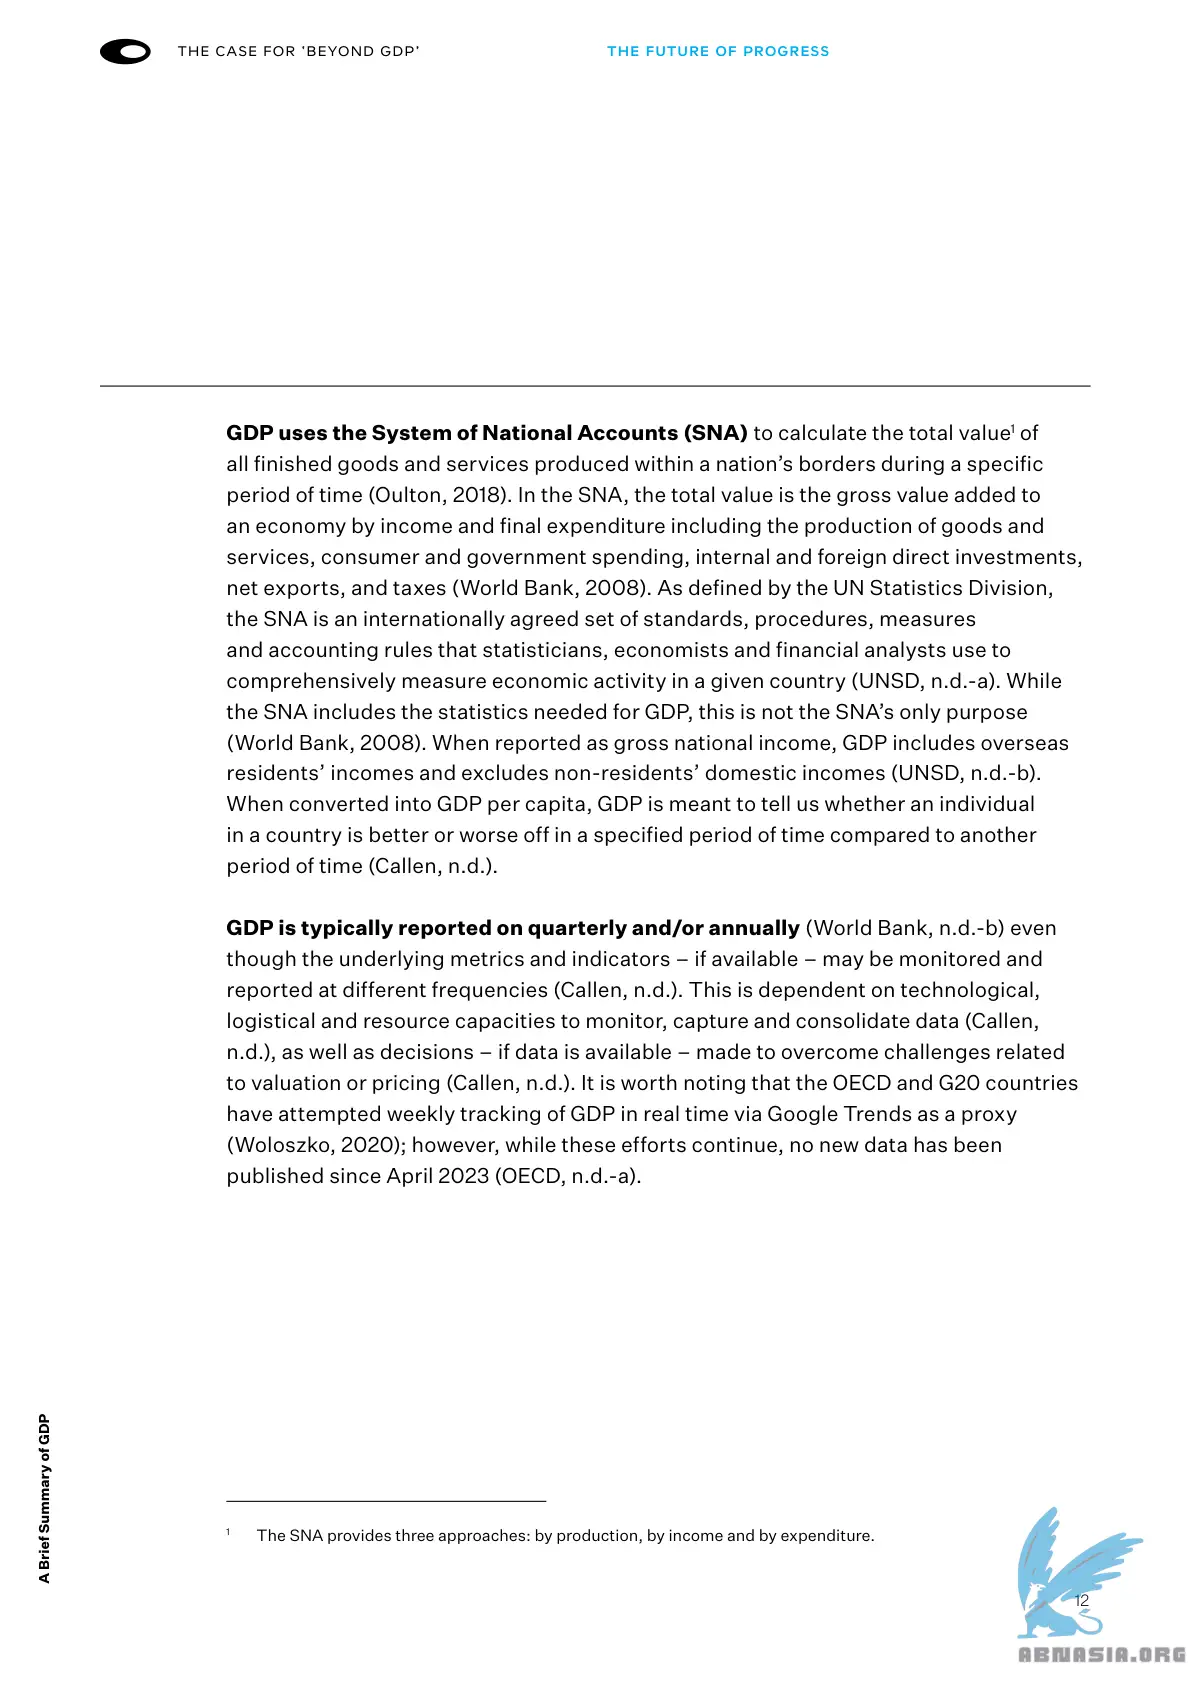 THE CASE FOR 'BEYOND GDP'
THE FUTURE OF PROGRESS
GDP uses the System of National Accounts (SNA) to calculate the total value¹ of
all finished goods and services produced within a nation’s borders during a specific
period of time (Oulton, 2018). In the SNA, the total value is the gross value added to
an economy by income and final expenditure including the production of goods and
services, consumer and government spending, internal and foreign direct investments,
net exports, and taxes (World Bank, 2008). As defined by the UN Statistics Division,
the SNA is an internationally agreed set of standards, procedures, measures
and accounting rules that statisticians, economists and financial analysts use to
comprehensively measure economic activity in a given country (UNSD, n.d.-a). While
the SNA includes the statistics needed for GDP, this is not the SNA’s only purpose
(World Bank, 2008). When reported as gross national income, GDP includes overseas
residents’ incomes and excludes non-residents’ domestic incomes (UNSD, n.d.-b).
When converted into GDP per capita, GDP is meant to tell us whether an individual
in a country is better or worse off in a specified period of time compared to another
period of time (Callen, n.d.).
GDP is typically reported on quarterly and/or annually (World Bank, n.d.-b) even
though the underlying metrics and indicators – if available – may be monitored and
reported at different frequencies (Callen, n.d.). This is dependent on technological,
logistical and resource capacities to monitor, capture and consolidate data (Callen,
n.d.), as well as decisions – if data is available – made to overcome challenges related
to valuation or pricing (Callen, n.d.). It is worth noting that the OECD and G20 countries
have attempted weekly tracking of GDP in real time via Google Trends as a proxy
(Woloszko, 2020); however, while these efforts continue, no new data has been
published since April 2023 (OECD, n.d.-a).
A Brief Summary of GDP
¹ The SNA provides three approaches: by production, by income and by expenditure.
12
ABNASIA.ORG